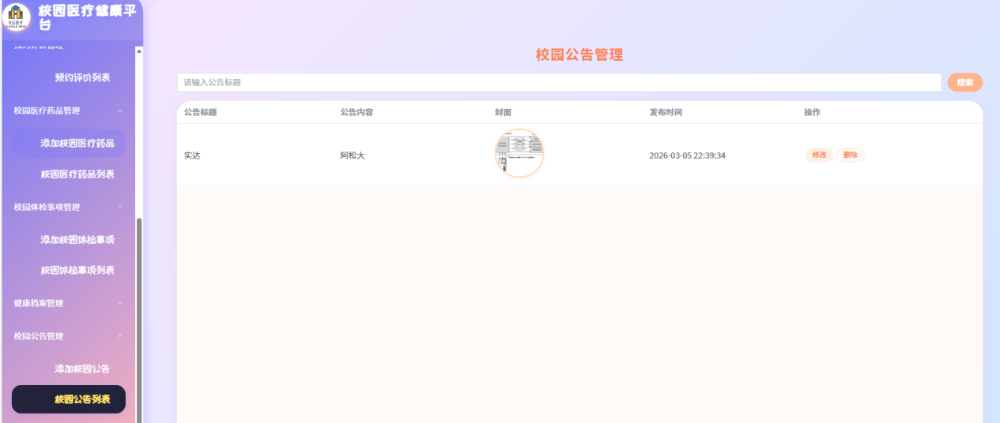 校园医疗健康平
台
预约评价管理
预约评价列表
校园医疗药品管理
添加校园医疗药品
校园医疗药品列表
校园体检事项管理
添加校园体检事项
校园体检事项列表
健康档案管理
校园公告管理
添加校园公告
校园公告列表
校园公告管理
请输入公告标题
搜索
公告标题 公告内容 封面 发布时间 操作
实达 阿松大 2026-03-05 22:39:34 修改 删除